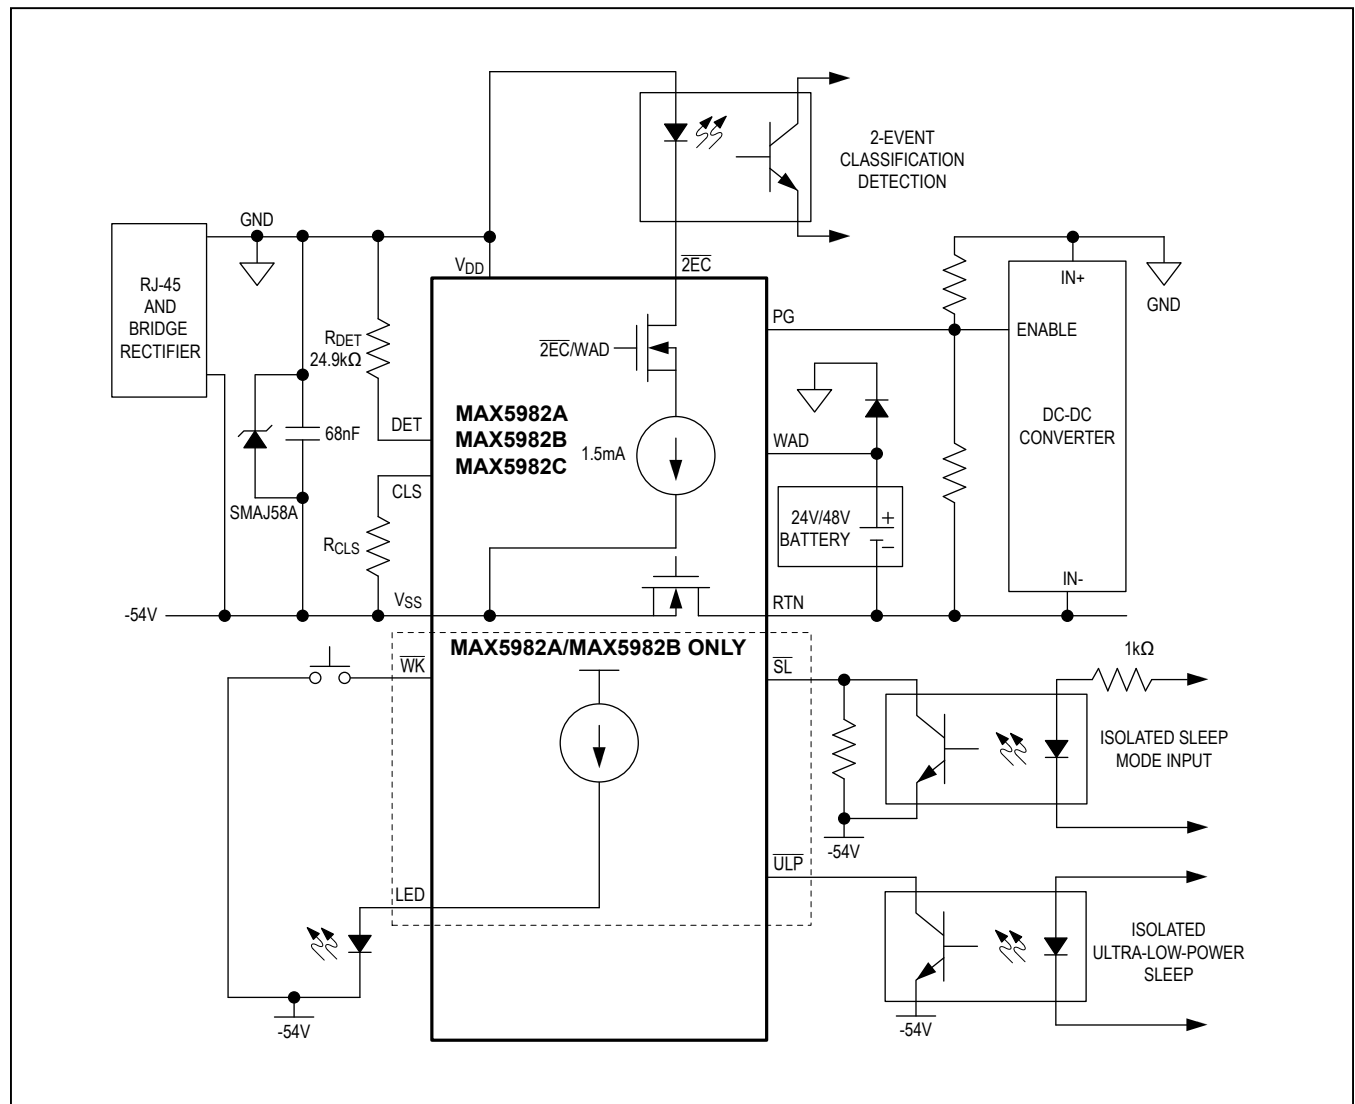 2-EVENT
CLASSIFICATION
DETECTION
GND
RJ-45
AND
BRIDGE
RECTIFIER
VDD
2EC
IN+
GND
PG
ENABLE
RDET
24.9kΩ
2EC/WAD
DC-DC
CONVERTER
68nF
DET
MAX5982A
MAX5982B
MAX5982C
1.5mA
WAD
CLS
SMAJ58A
24V/48V
BATTERY
+
−
RCLS
IN-
-54V
VSS
RTN
MAX5982A/MAX5982B ONLY
WK
SL
1kΩ
ISOLATED SLEEP
MODE INPUT
-54V
ULP
LED
ISOLATED
ULTRA-LOW-POWER
SLEEP
-54V
-54V